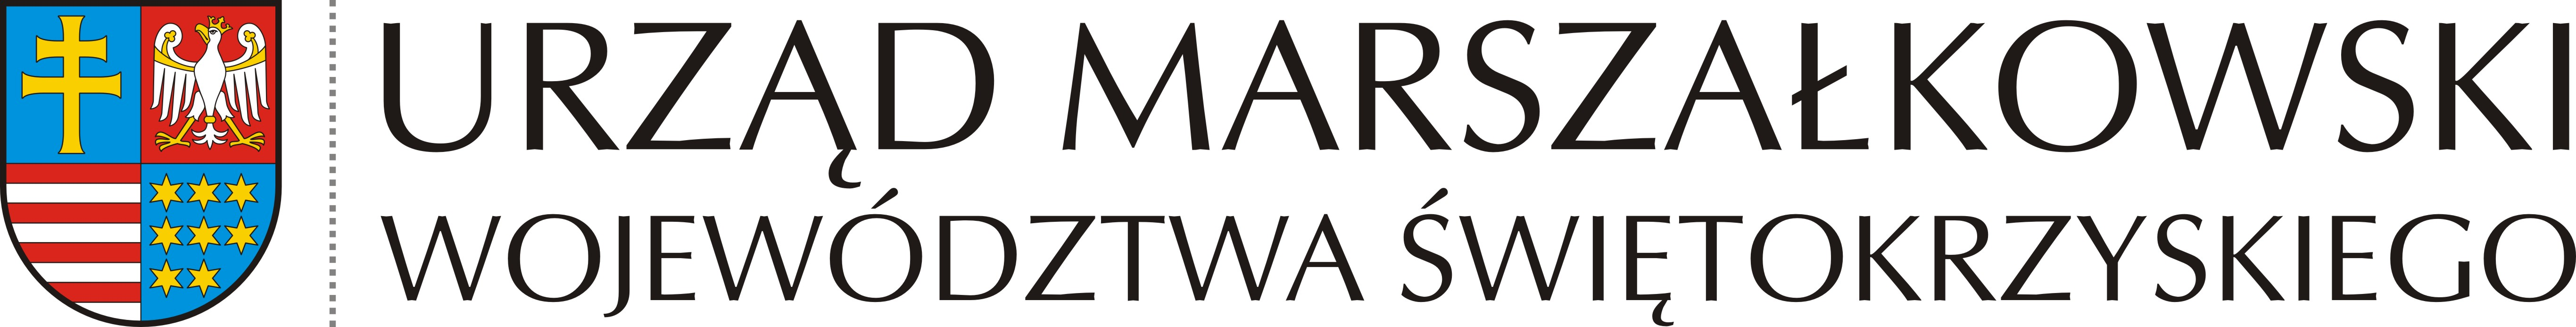 URZĄD MARSZAŁKOWSKI
WOJEWÓDZTWA ŚWIĘTOKRZYSKIEGO